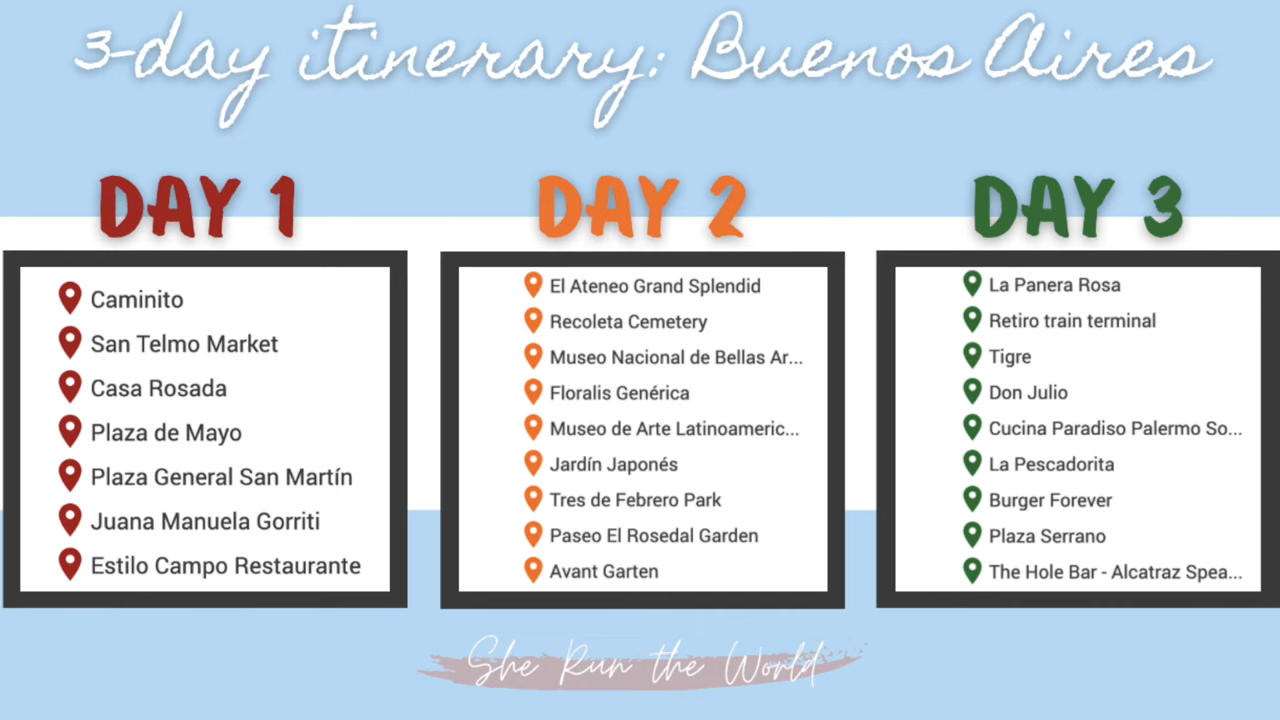 3-day itinerary: Buenos Aires
DAY 1
Caminito
San Telmo Market
Casa Rosada
Plaza de Mayo
Plaza General San Martín
Juana Manuela Gorriti
Estilo Campo Restaurante
DAY 2
El Ateneo Grand Splendid
Recoleta Cemetery
Museo Nacional de Bellas Ar...
Floralis Genérica
Museo de Arte Latinoameric...
Jardín Japonés
Tres de Febrero Park
Paseo El Rosedal Garden
Avant Garten
DAY 3
La Panera Rosa
Retiro train terminal
Tigre
Don Julio
Cucina Paradiso Palermo So...
La Pescadorita
Burger Forever
Plaza Serrano
The Hole Bar - Alcatraz Spea...
She Run the World